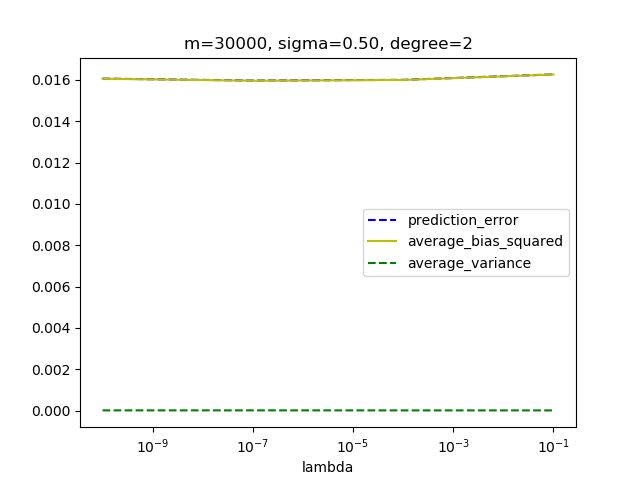 m=30000, sigma=0.50, degree=2
0.016
0.014
0.012
0.010
0.008
0.006
0.004
0.002
0.000
prediction_error
average_bias_squared
average_variance
10⁻⁹ 10⁻⁷ 10⁻⁵ 10⁻³ 10⁻¹
lambda